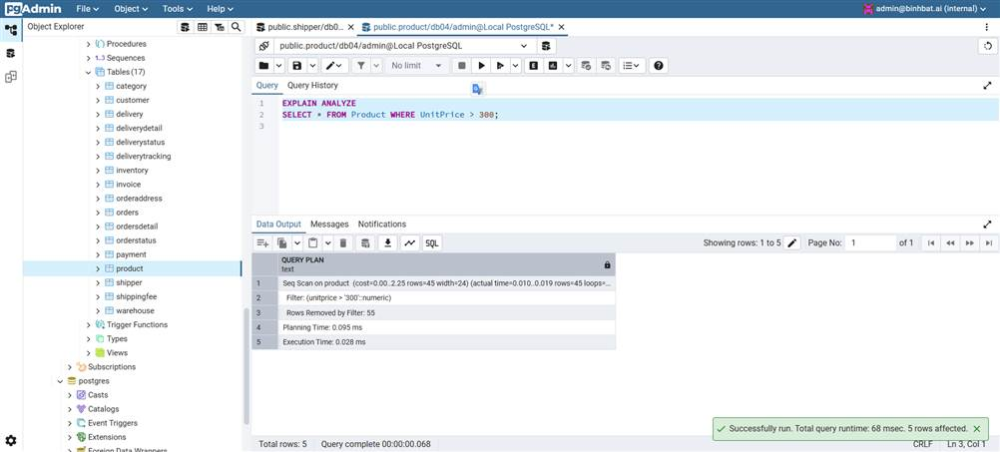 pgAdmin File Object Tools Help admin@binhbat.ai (internal)
Object Explorer
public.shipper/db0... public.product/db04/admin@Local PostgreSQL*
public.product/db04/admin@Local PostgreSQL
No limit
Query Query History
1 EXPLAIN ANALYZE
2 SELECT * FROM Product WHERE UnitPrice > 300;
3
Procedures
Sequences
Tables (17)
category
customer
delivery
deliverydetail
deliverystatus
deliverytracking
inventory
invoice
orderaddress
orders
ordersdetail
orderstatus
payment
product
shipper
shippingfee
warehouse
Trigger Functions
Types
Views
Subscriptions
postgres
Casts
Catalogs
Event Triggers
Extensions
Foreign Data Wrappers
Data Output Messages Notifications
SQL
Showing rows: 1 to 5 Page No: 1 of 1
QUERY PLAN
text
1 Seq Scan on product (cost=0.00..2.25 rows=45 width=24) (actual time=0.010..0.019 rows=45 loops=...
2 Filter: (unitprice > '300'::numeric)
3 Rows Removed by Filter: 55
4 Planning Time: 0.095 ms
5 Execution Time: 0.028 ms
Successfully run. Total query runtime: 68 msec. 5 rows affected.
Total rows: 5 Query complete 00:00:00.068 CRLF Ln 3, Col 1